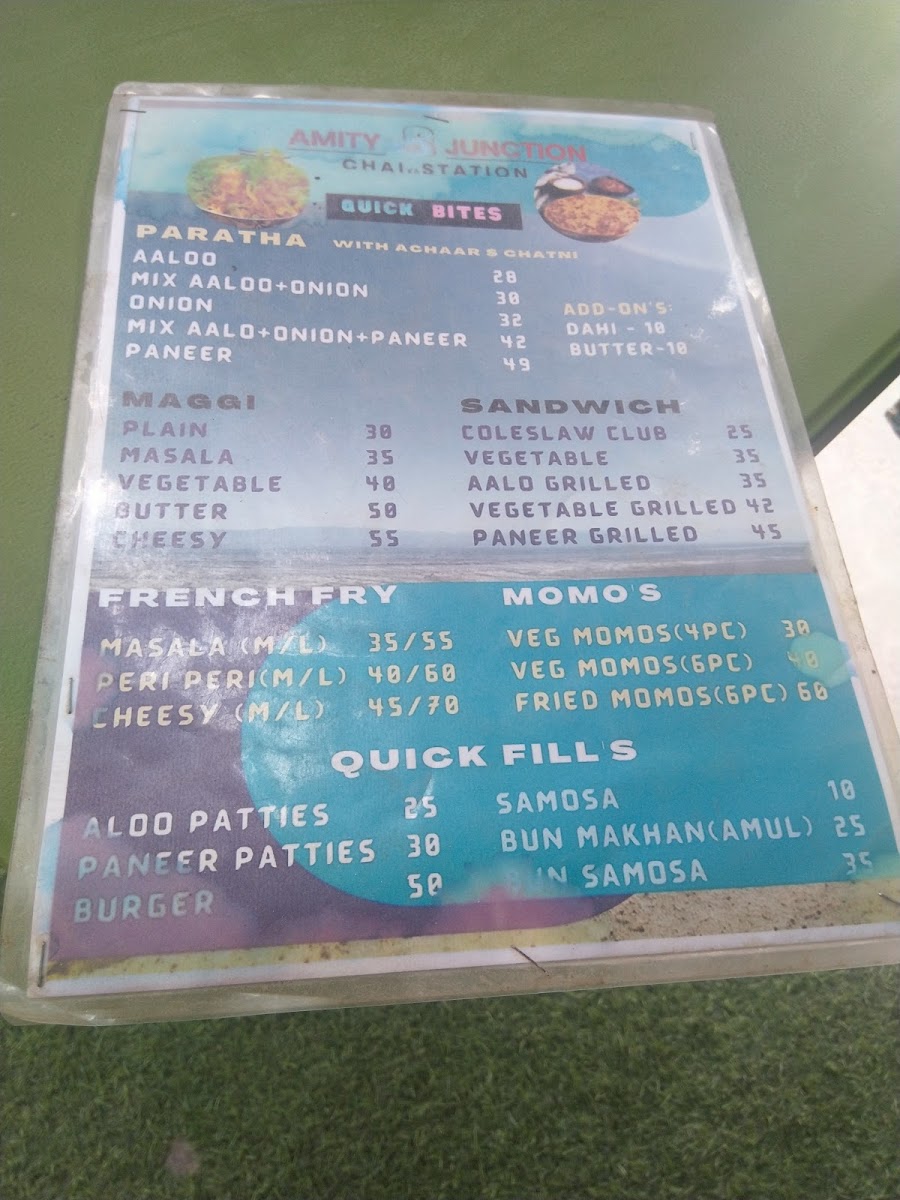 AMITY JUNCTION
CHAI STATION
QUICK BITES
PARATHA WITH ACHAAR & CHATNI
AALOO 28
MIX AALOO+ONION 30
ONION 32
MIX AALO+ONION+PANEER 42
PANEER 49
ADD-ON'S:
DAHI - 10
BUTTER-10
MAGGI
PLAIN 30
MASALA 35
VEGETABLE 40
BUTTER 50
CHEESY 55
SANDWICH
COLESLAW CLUB 25
VEGETABLE 35
AALO GRILLED 35
VEGETABLE GRILLED 42
PANEER GRILLED 45
FRENCH FRY
MASALA (M/L) 35/55
PERI PERI(M/L) 40/60
CHEESY (M/L) 45/70
MOMO'S
VEG MOMOS(4PC) 30
VEG MOMOS(6PC) 40
FRIED MOMOS(6PC) 60
QUICK FILL'S
ALOO PATTIES 25
PANEER PATTIES 30
BURGER 50
SAMOSA 10
BUN MAKHAN(AMUL) 25
BUN SAMOSA 35